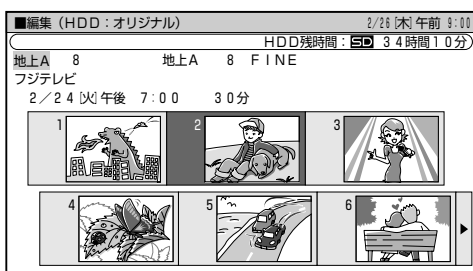 ■編集（HDD：オリジナル） 2/26㈭午前 9:00
HDD残時間：SD 34時間10分
地上A 8 地上A 8 FINE
フジテレビ
2／24㈫午後 7:00 30分
1 2 3
4 5 6